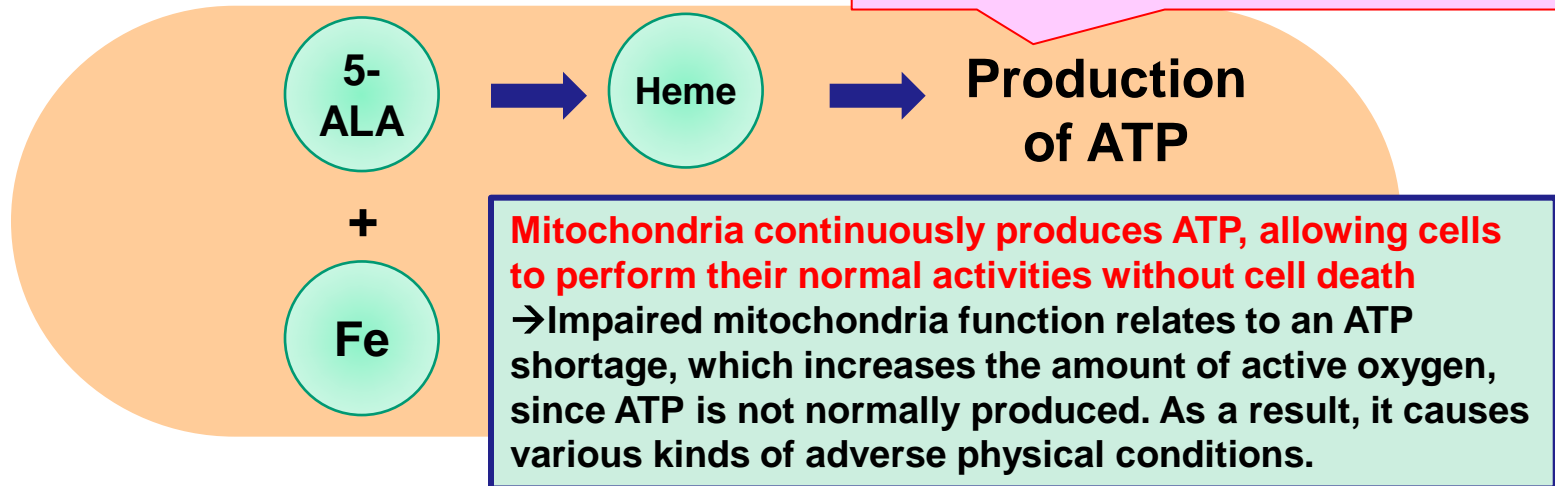 5-
ALA
Heme
Production
of ATP
+
Fe
Mitochondria continuously produces ATP, allowing cells
to perform their normal activities without cell death
→Impaired mitochondria function relates to an ATP
shortage, which increases the amount of active oxygen,
since ATP is not normally produced. As a result, it causes
various kinds of adverse physical conditions.